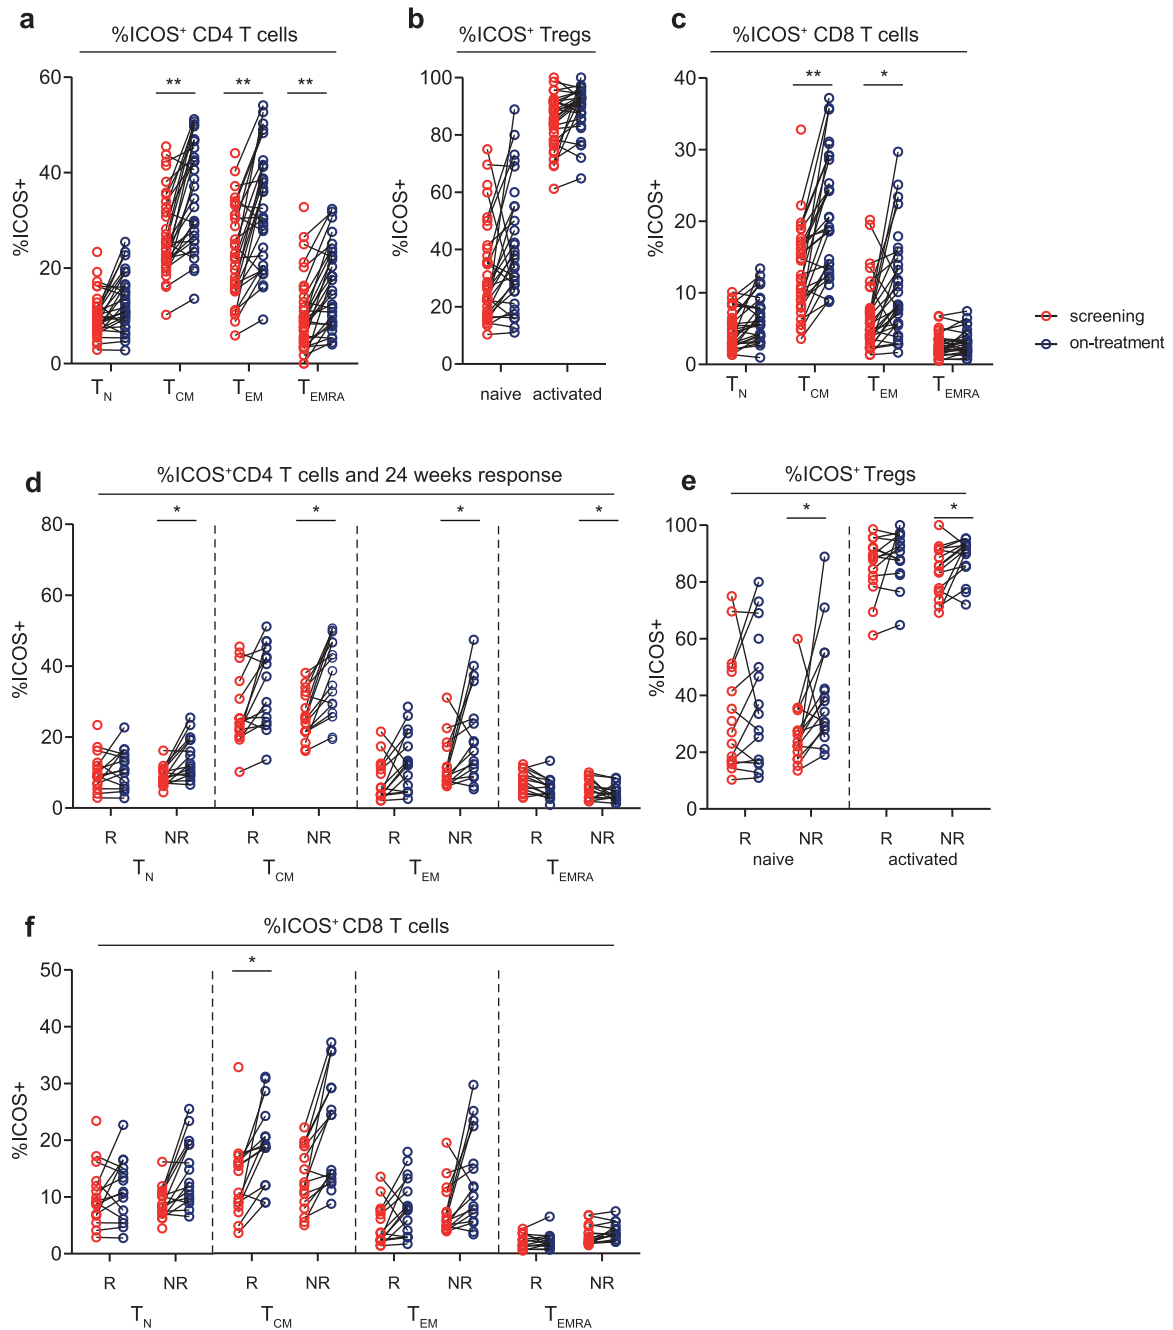 a
%ICOS⁺ CD4 T cells
60
40
20
0
%ICOS+
** ** **
T_N T_CM T_EM T_EMRA
b
%ICOS⁺ Tregs
100
80
60
40
20
0
%ICOS+
naive activated
c
%ICOS⁺ CD8 T cells
40
30
20
10
0
%ICOS+
** *
T_N T_CM T_EM T_EMRA
screening
on-treatment
d
%ICOS⁺CD4 T cells and 24 weeks response
80
60
40
20
0
%ICOS+
* * * *
R NR R NR R NR R NR
T_N T_CM T_EM T_EMRA
e
%ICOS⁺ Tregs
100
80
60
40
20
0
%ICOS+
* *
R NR R NR
naive activated
f
%ICOS⁺ CD8 T cells
50
40
30
20
10
0
%ICOS+
*
R NR R NR R NR R NR
T_N T_CM T_EM T_EMRA